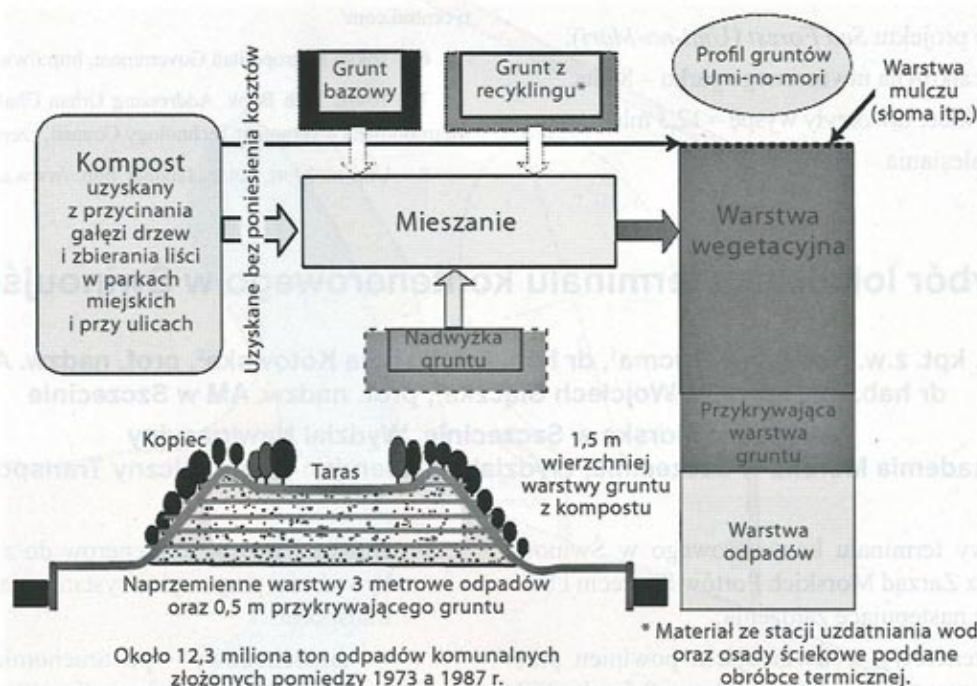 Grunt
bazowy
Grunt z
recyklingu*
Profil gruntów
Umi-no-mori
Warstwa
mulczu
(słoma itp.)
Kompost
uzyskany
z przycinania
gałęzi drzew
i zbierania liści
w parkach
miejskich
i przy ulicach
Uzyskano bez poniesienia kosztów
Mieszanie
Warstwa
wegetacyjna
Nadwyżka
gruntu
Przykrywająca
warstwa
gruntu
Warstwa
odpadów
Kopiec
Taras
1,5 m
wierzchniej
warstwy gruntu
z kompostu
Naprzemienne warstwy 3 metrowe odpadów
oraz 0,5 m przykrywającego gruntu
Około 12,3 miliona ton odpadów komunalnych
złożonych pomiędzy 1973 a 1987 r.
* Materiał ze stacji uzdatniania wody
oraz osady ściekowe poddane
obróbce termicznej.